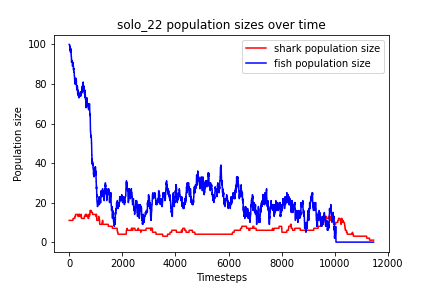 solo_22 population sizes over time
shark population size
fish population size
Population size
100
80
60
40
20
0
0 2000 4000 6000 8000 10000 12000
Timesteps